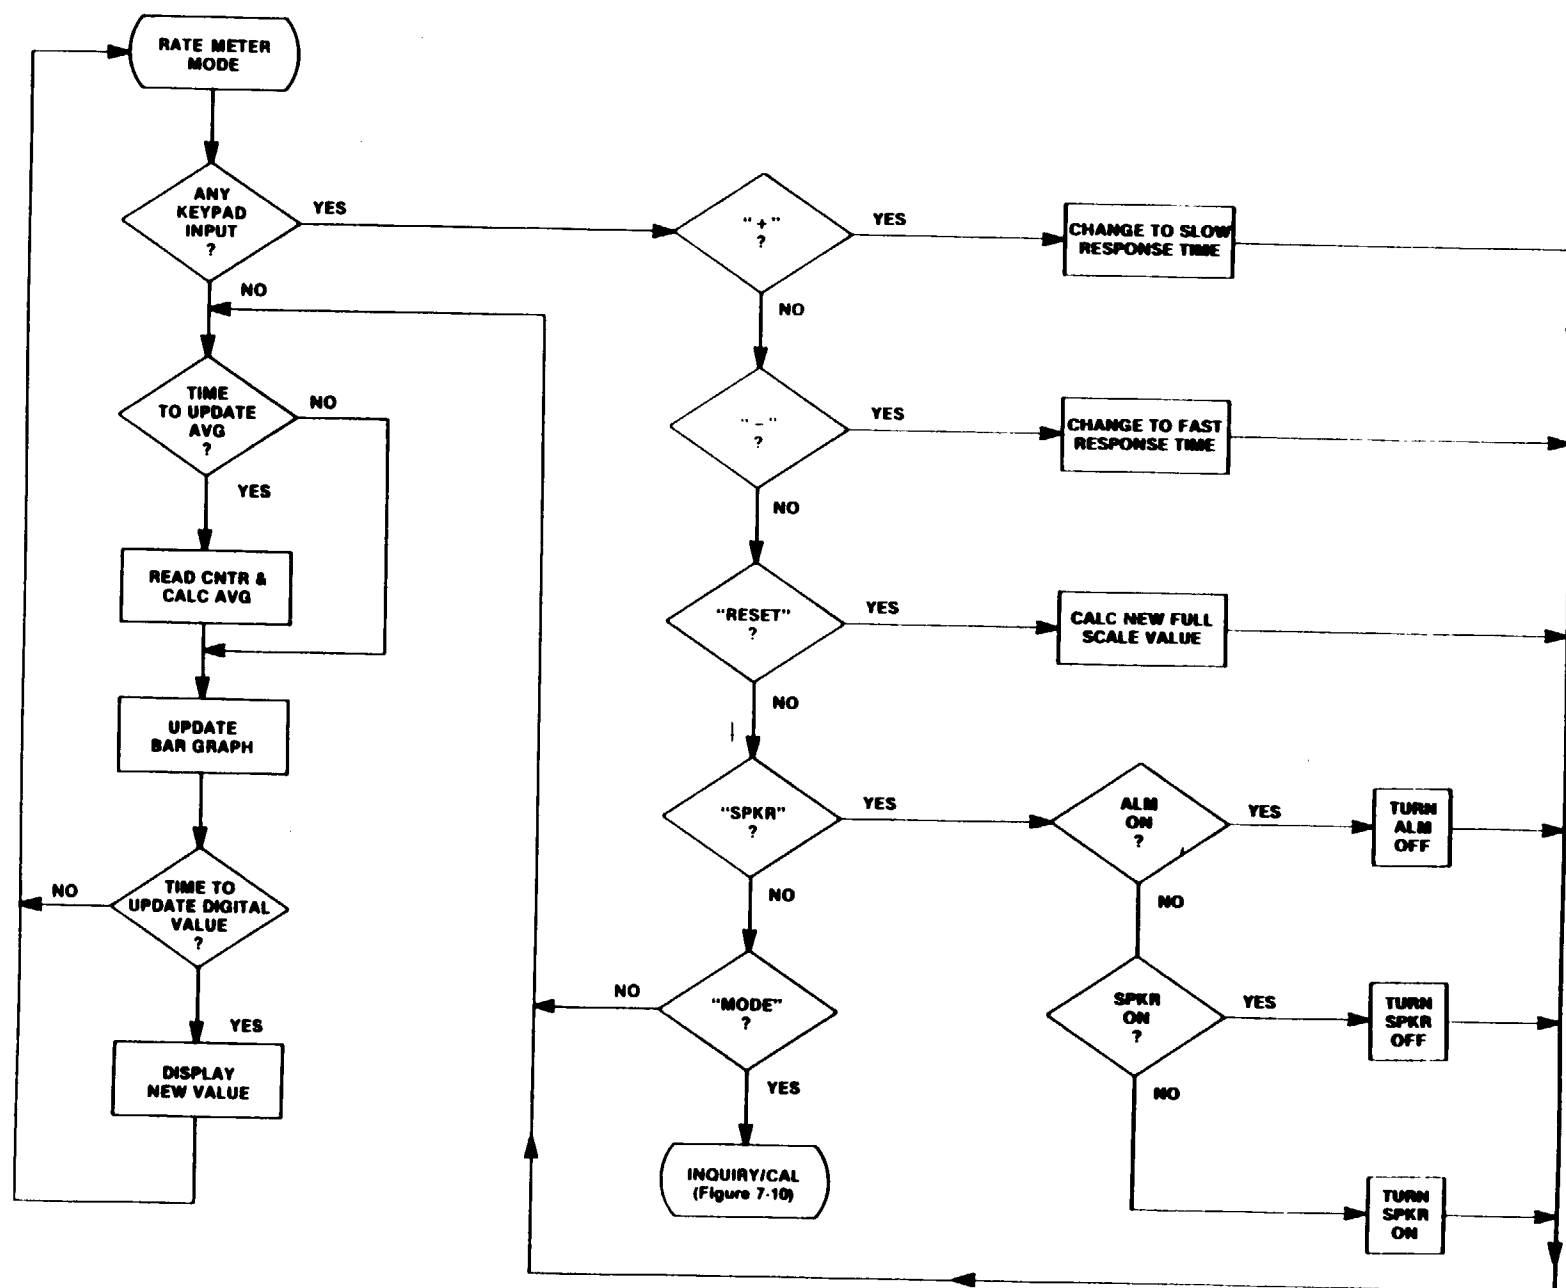 RATE METER
MODE
ANY
KEYPAD
INPUT
?
YES
NO
TIME
TO UPDATE
AVG
?
NO
YES
READ CNTR &
CALC AVG
UPDATE
BAR GRAPH
TIME TO
UPDATE DIGITAL
VALUE
?
NO
YES
DISPLAY
NEW VALUE
"+"
?
YES
CHANGE TO SLOW
RESPONSE TIME
NO
"-"
?
YES
CHANGE TO FAST
RESPONSE TIME
NO
"RESET"
?
YES
CALC NEW FULL
SCALE VALUE
NO
"SPKR"
?
YES
ALM
ON
?
YES
TURN
ALM
OFF
NO
NO
SPKR
ON
?
YES
TURN
SPKR
OFF
NO
TURN
SPKR
ON
"MODE"
?
NO
YES
INQUIRY/CAL
(Figure 7-10)